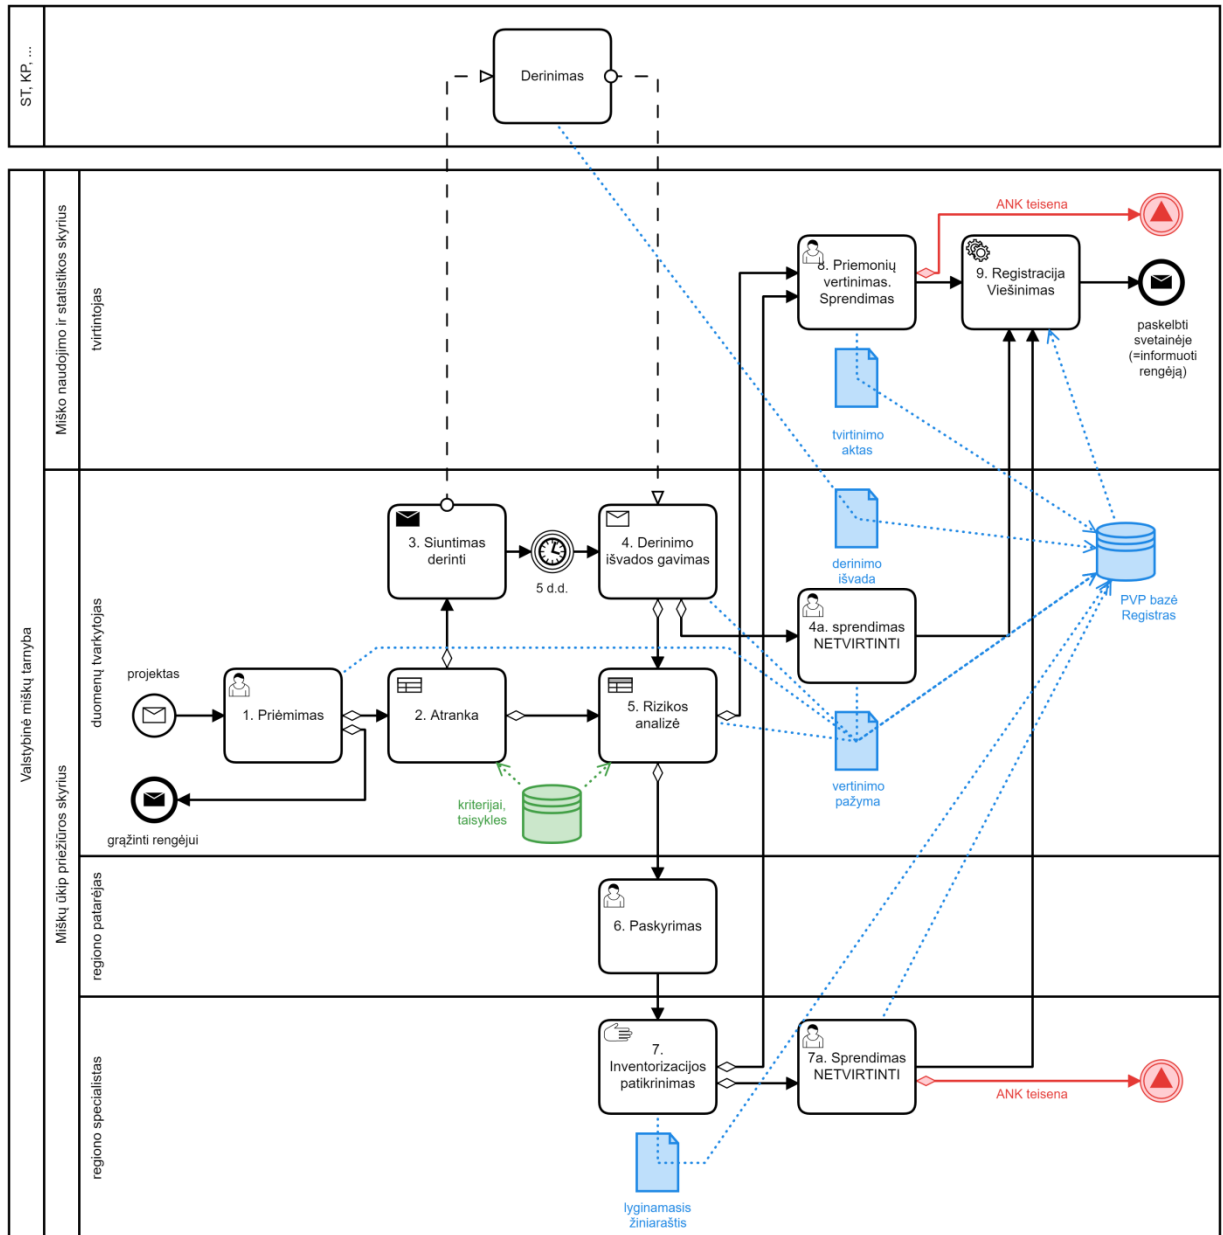 ST, KP, ...
Derinimas
Valstybinė miškų tarnyba
Miško naudojimo ir statistikos skyrius
tvirtintojas
ANK teisena
8. Priemonių
vertinimas.
Sprendimas
9. Registracija
Viešinimas
paskelbti
svetainėje
(=informuoti
rengėją)
tvirtinimo
aktas
Miškų ūkip priežiūros skyrius
duomenų tvarkytojas
3. Siuntimas
derinti
5 d.d.
4. Derinimo
išvados gavimas
derinimo
išvada
PVP bazė
Registras
4a. sprendimas
NETVIRTINTI
projektas
1. Priėmimas
2. Atranka
5. Rizikos
analizė
vertinimo
pažyma
kriterijai,
taisykles
grąžinti rengėjui
regiono patarėjas
6. Paskyrimas
regiono specialistas
7.
Inventorizacijos
patikrinimas
7a. Sprendimas
NETVIRTINTI
ANK teisena
lyginamasis
žiniaraštis